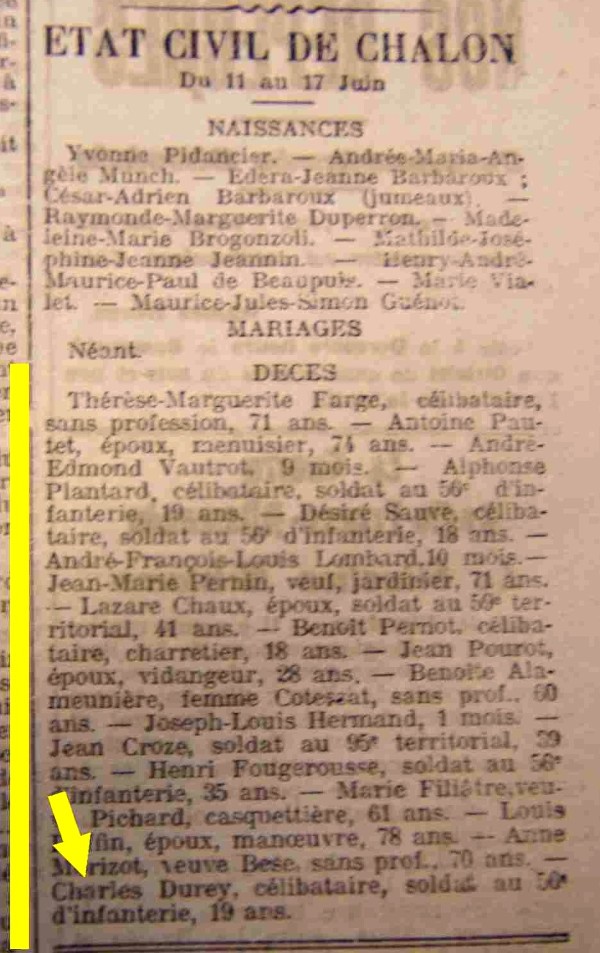 ETAT CIVIL DE CHALON
Du 11 au 17 Juin
NAISSANCES
Yvonne Pidancier. — Andrée-Maria-An-
gèle Munch. — Edera-Jeanne Barbaroux ;
César-Adrien Barbaroux (jumeaux). —
Raymonde-Marguerite Duperron. — Made-
leine-Marie Brogonzoli. — Mathilde-José-
phine-Jeanne Jeannin. — Henry-André-
Maurice-Paul de Beaupuis. — Marie Via-
let. — Maurice-Jules-Simon Guénot.
MARIAGES
Néant.
DECES
Thérèse-Marguerite Farge, célibataire,
sans profession, 71 ans. — Antoine Pau-
tet, époux, menuisier, 74 ans. — André-
Edmond Vautrot, 9 mois. — Alphonse
Plantard, célibataire, soldat au 56e d'in-
fanterie, 19 ans. — Désiré Sauve, céliba-
taire, soldat au 56e d'infanterie, 18 ans. —
André-François-Louis Lombard, 10 mois. —
Jean-Marie Pernin, veuf, jardinier, 71 ans.
— Lazare Chaux, époux, soldat au 59e ter-
ritorial, 41 ans. — Benoit Pernot, céliba-
taire, charretier, 18 ans. — Jean Pourot,
époux, vidangeur, 28 ans. — Benoîte Ala-
meunière, femme Cotessat, sans prof., 60
ans. — Joseph-Louis Hermand, 1 mois. —
Jean Croze, soldat au 95e territorial, 39
ans. — Henri Fougerousse, soldat au 56e
d'infanterie, 35 ans. — Marie Filiâtre, veu-
Pichard, casquettière, 61 ans. — Louis
époux, manœuvre, 78 ans. — Anne
Morizot, veuve Bese, sans prof., 70 ans. —
Charles Durey, célibataire, soldat au 56e
d'infanterie, 19 ans.